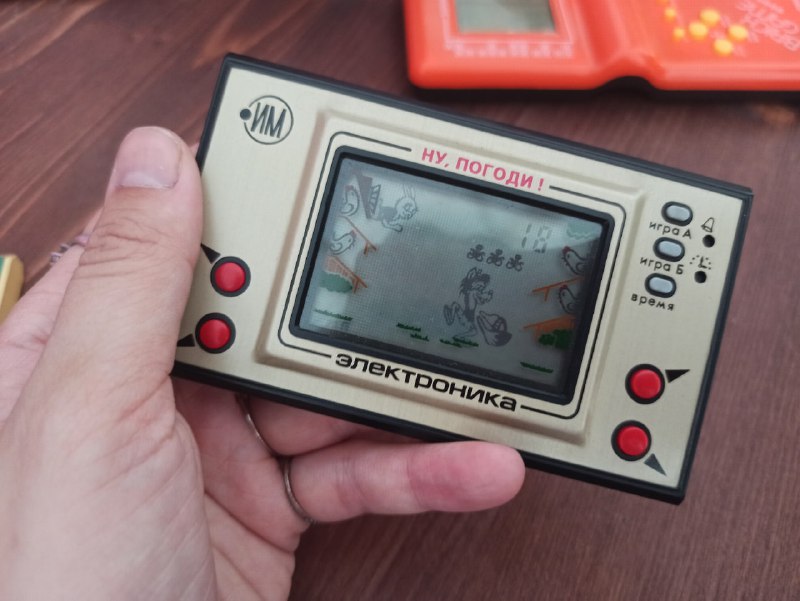 ИМ
НУ, ПОГОДИ !
18
игра А
игра Б
время
электроника